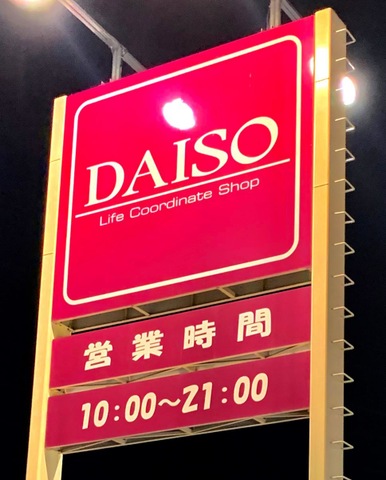 DAISO
Life Coordinate Shop
営業時間
10:00～21:00